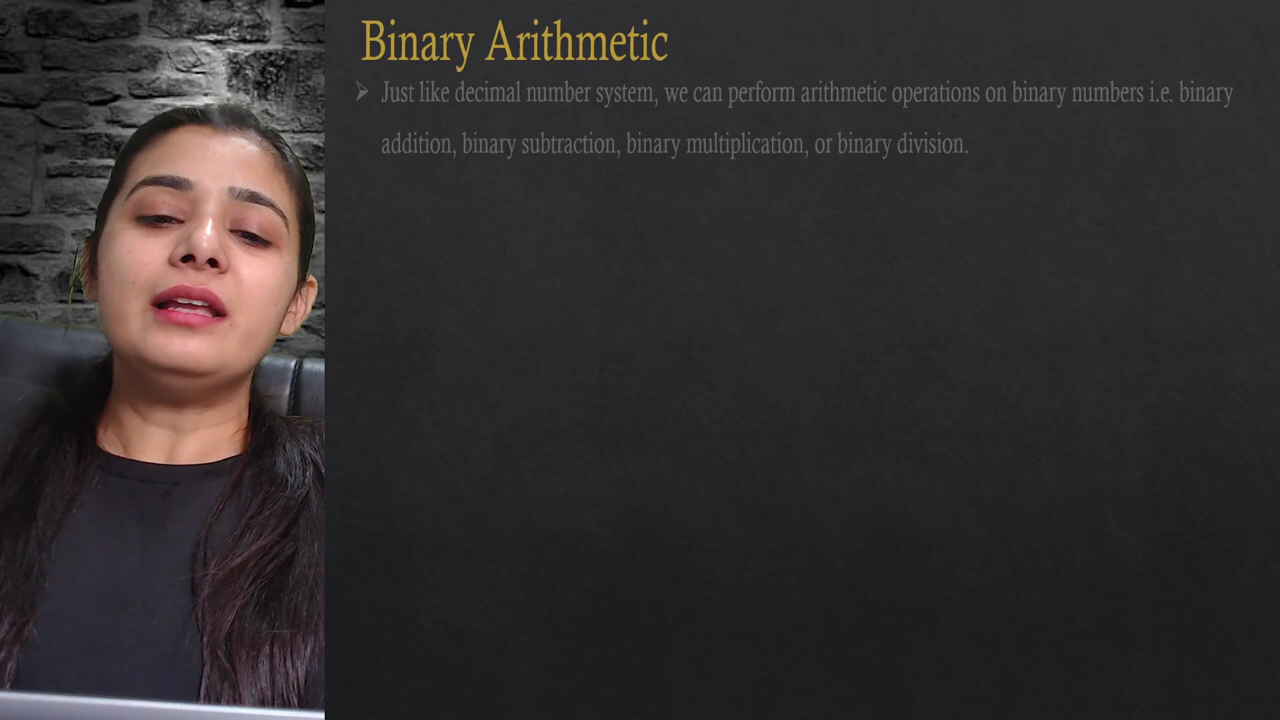 Binary Arithmetic
Just like decimal number system, we can perform arithmetic operations on binary numbers i.e. binary
addition, binary subtraction, binary multiplication, or binary division.